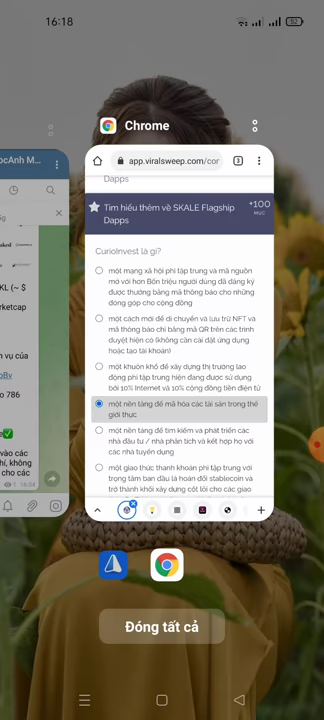 16:18
92
Chrome
ocAnh M...
app.viralsweep.com/cor
3
Dapps
Tìm hiểu thêm về SKALE Flagship
Dapps
+100
MỤC
CurioInvest là gì?
một mạng xã hội phi tập trung và mã nguồn
mở với hơn Bốn triệu người dùng đã đăng ký
được thưởng bằng mã thông báo cho những
đóng góp cho cộng đồng
một cách mới để di chuyển và lưu trữ NFT và
mã thông báo chỉ bằng mã QR trên các trình
duyệt hiện có (không cần cài đặt ứng dụng
hoặc tạo tài khoản)
một khuôn khổ để xây dựng thị trường lao
động phi tập trung hiện đang được sử dụng
bởi 10% Internet và 10% cộng đồng tiền điện tử
một nền tảng để mã hóa các tài sản trong thế
giới thực
một nền tảng để tìm kiếm và phát triển các
nhà đầu tư / nhà phân tích và kết hợp họ với
các nhà tuyển dụng
một giao thức thanh khoản phi tập trung với
trọng tâm ban đầu là hoán đổi stablecoin và
trở thành khối xây dựng cốt lõi cho các giao
KL (~ $
rketcap
n vụ của
oBv
o 786
e✅
vào các
hí, không
cho các
1 16:04
Đóng tất cả